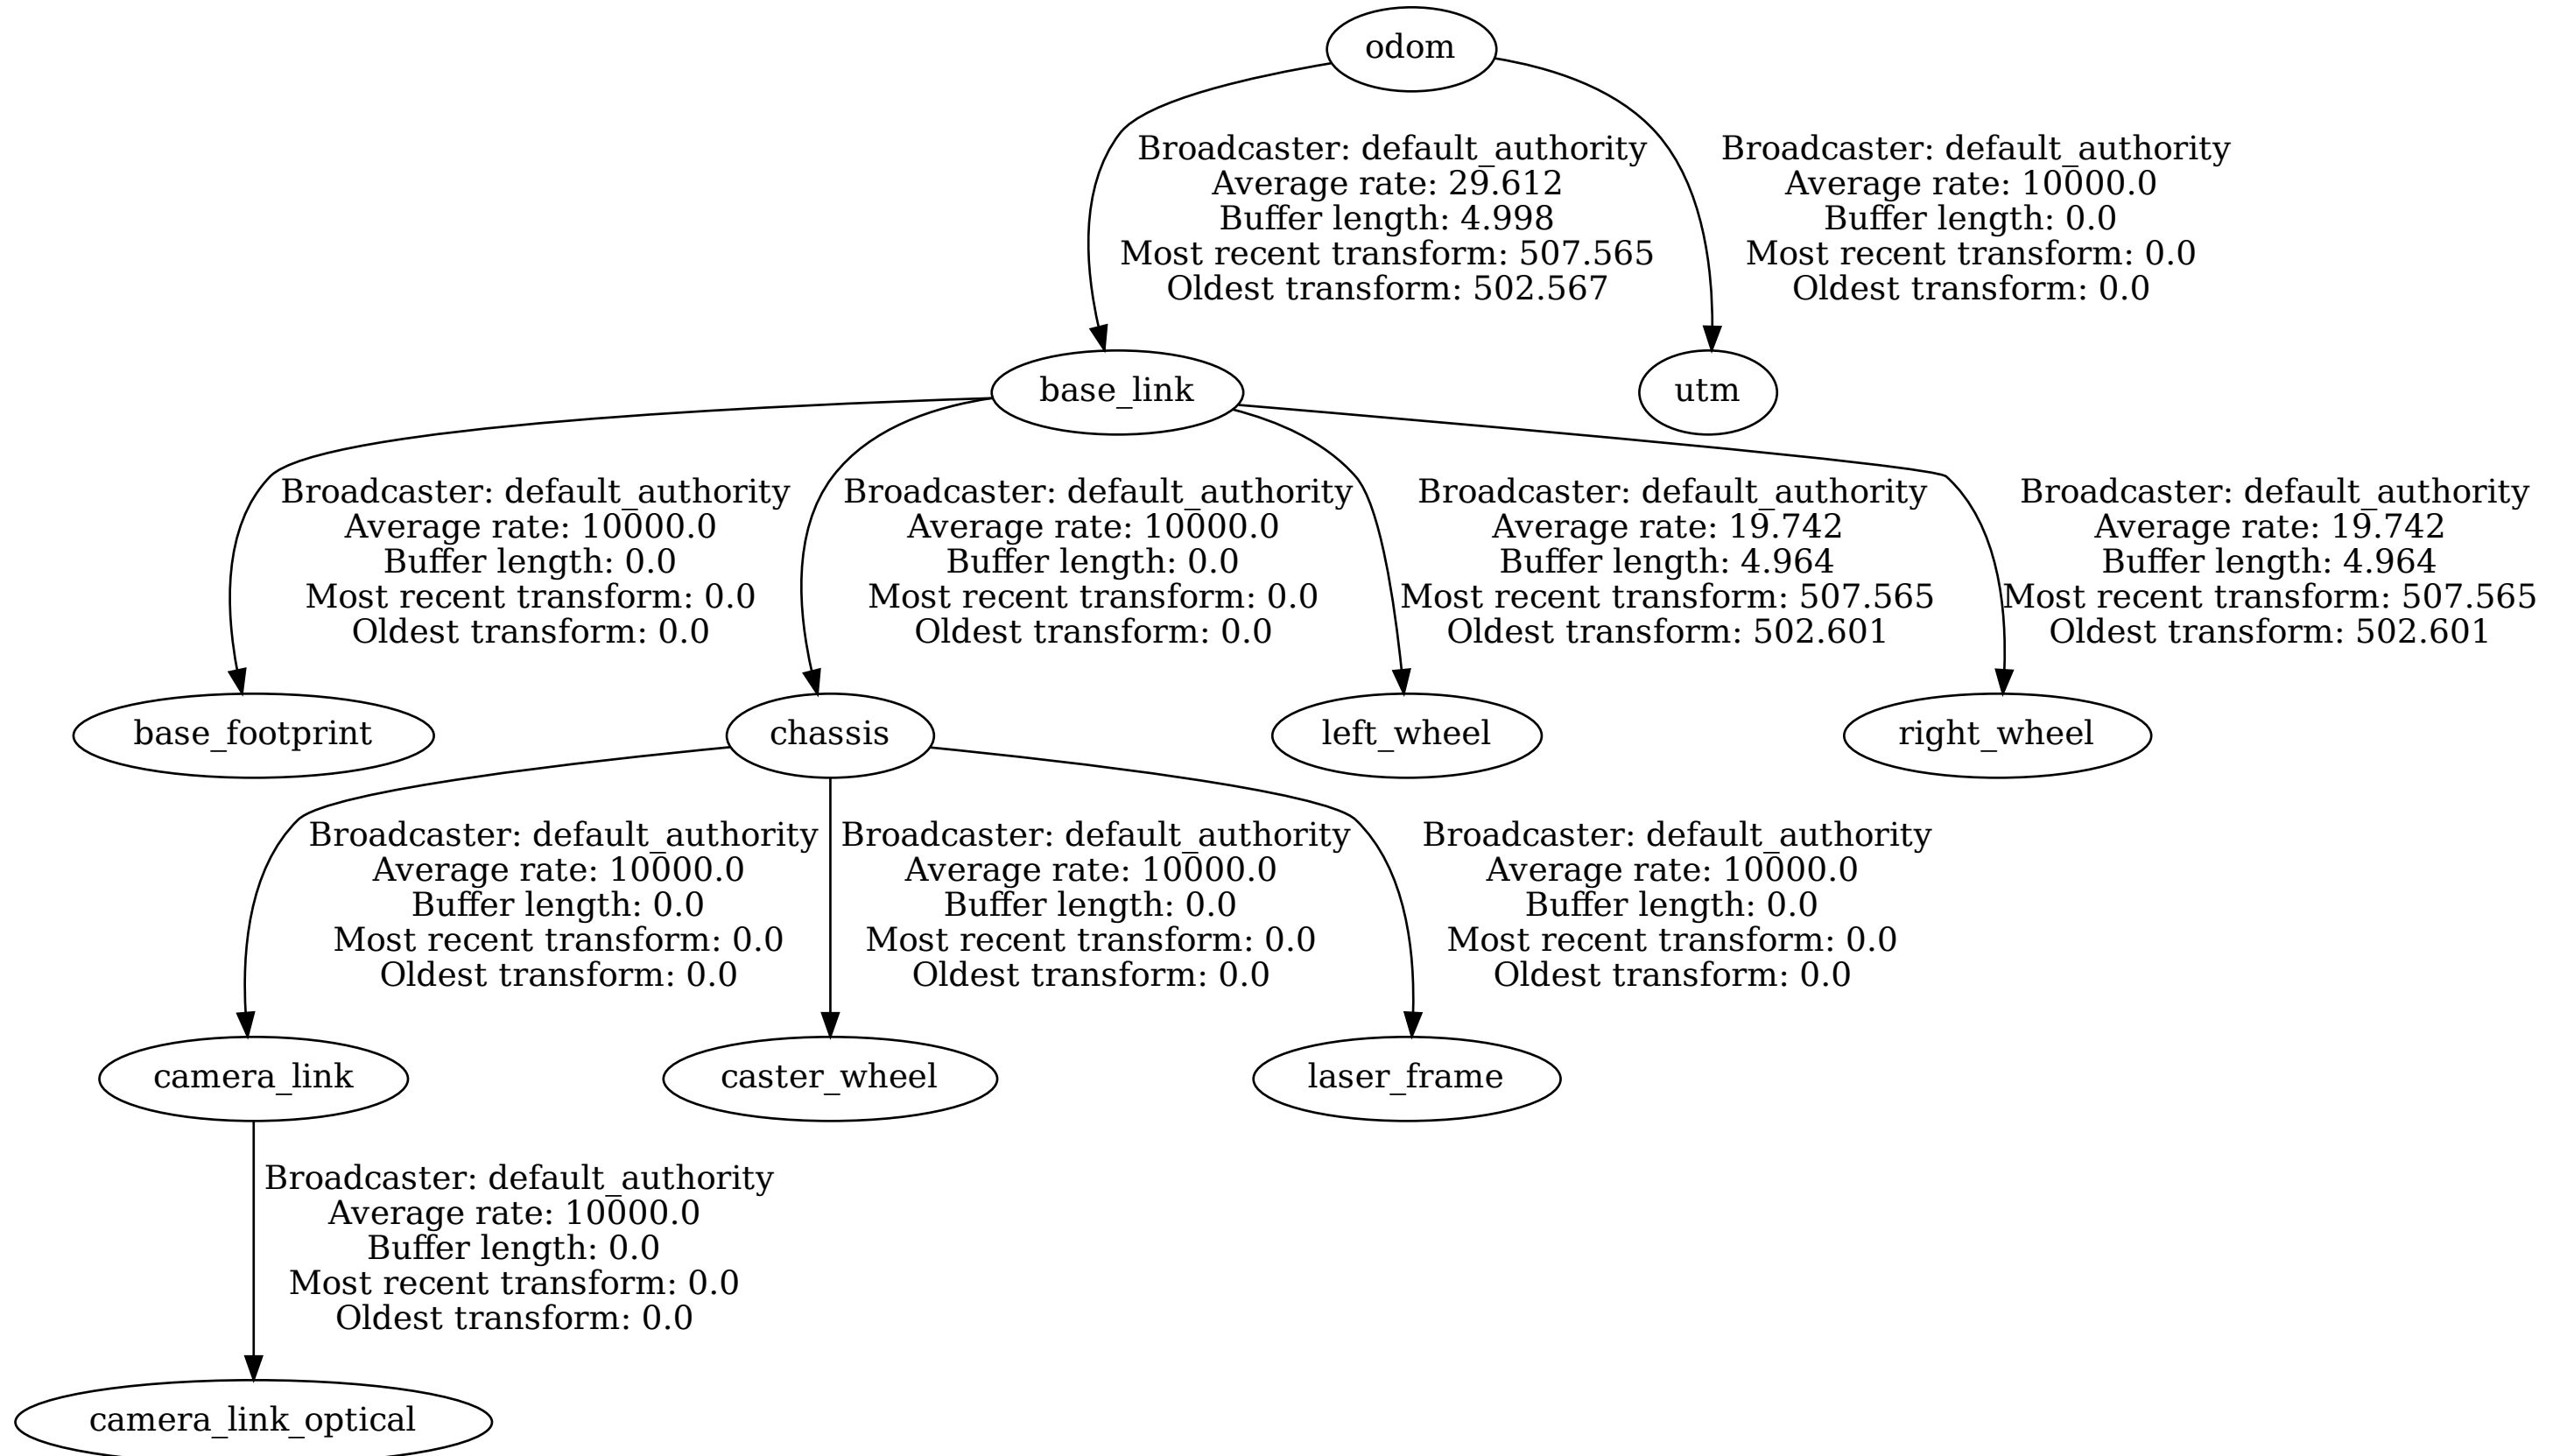 odom
Broadcaster: default_authority
Average rate: 29.612
Buffer length: 4.998
Most recent transform: 507.565
Oldest transform: 502.567
Broadcaster: default_authority
Average rate: 10000.0
Buffer length: 0.0
Most recent transform: 0.0
Oldest transform: 0.0
base_link
utm
Broadcaster: default_authority
Average rate: 10000.0
Buffer length: 0.0
Most recent transform: 0.0
Oldest transform: 0.0
Broadcaster: default_authority
Average rate: 10000.0
Buffer length: 0.0
Most recent transform: 0.0
Oldest transform: 0.0
Broadcaster: default_authority
Average rate: 19.742
Buffer length: 4.964
Most recent transform: 507.565
Oldest transform: 502.601
Broadcaster: default_authority
Average rate: 19.742
Buffer length: 4.964
Most recent transform: 507.565
Oldest transform: 502.601
base_footprint
chassis
left_wheel
right_wheel
Broadcaster: default_authority
Average rate: 10000.0
Buffer length: 0.0
Most recent transform: 0.0
Oldest transform: 0.0
Broadcaster: default_authority
Average rate: 10000.0
Buffer length: 0.0
Most recent transform: 0.0
Oldest transform: 0.0
Broadcaster: default_authority
Average rate: 10000.0
Buffer length: 0.0
Most recent transform: 0.0
Oldest transform: 0.0
camera_link
caster_wheel
laser_frame
Broadcaster: default_authority
Average rate: 10000.0
Buffer length: 0.0
Most recent transform: 0.0
Oldest transform: 0.0
camera_link_optical